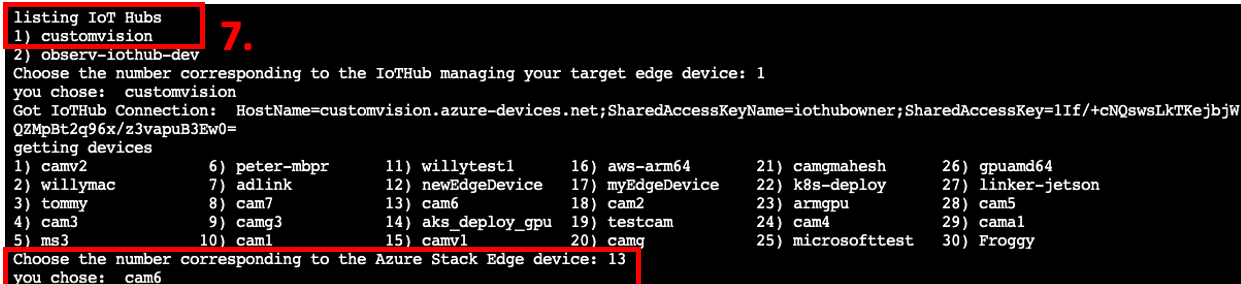 listing IoT Hubs
1) customvision
7.
2) observ-iothub-dev
Choose the number corresponding to the IoTHub managing your target edge device: 1
you chose:  customvision
Got IoTHub Connection:  HostName=customvision.azure-devices.net;SharedAccessKeyName=iothubowner;SharedAccessKey=1If/+cNQswsLkTKejbjW
QZMpBt2q96x/z3vapuB3Ew0=
getting devices
1) camv2 6) peter-mbpr 11) willytest1 16) aws-arm64 21) camgmahesh 26) gpuamd64
2) willymac 7) adlink 12) newEdgeDevice 17) myEdgeDevice 22) k8s-deploy 27) linker-jetson
3) tommy 8) cam7 13) cam6 18) cam2 23) armgpu 28) cam5
4) cam3 9) camg3 14) aks_deploy_gpu 19) testcam 24) cam4 29) cama1
5) ms3 10) cam1 15) camv1 20) camg 25) microsofttest 30) Froggy
Choose the number corresponding to the Azure Stack Edge device: 13
you chose:  cam6